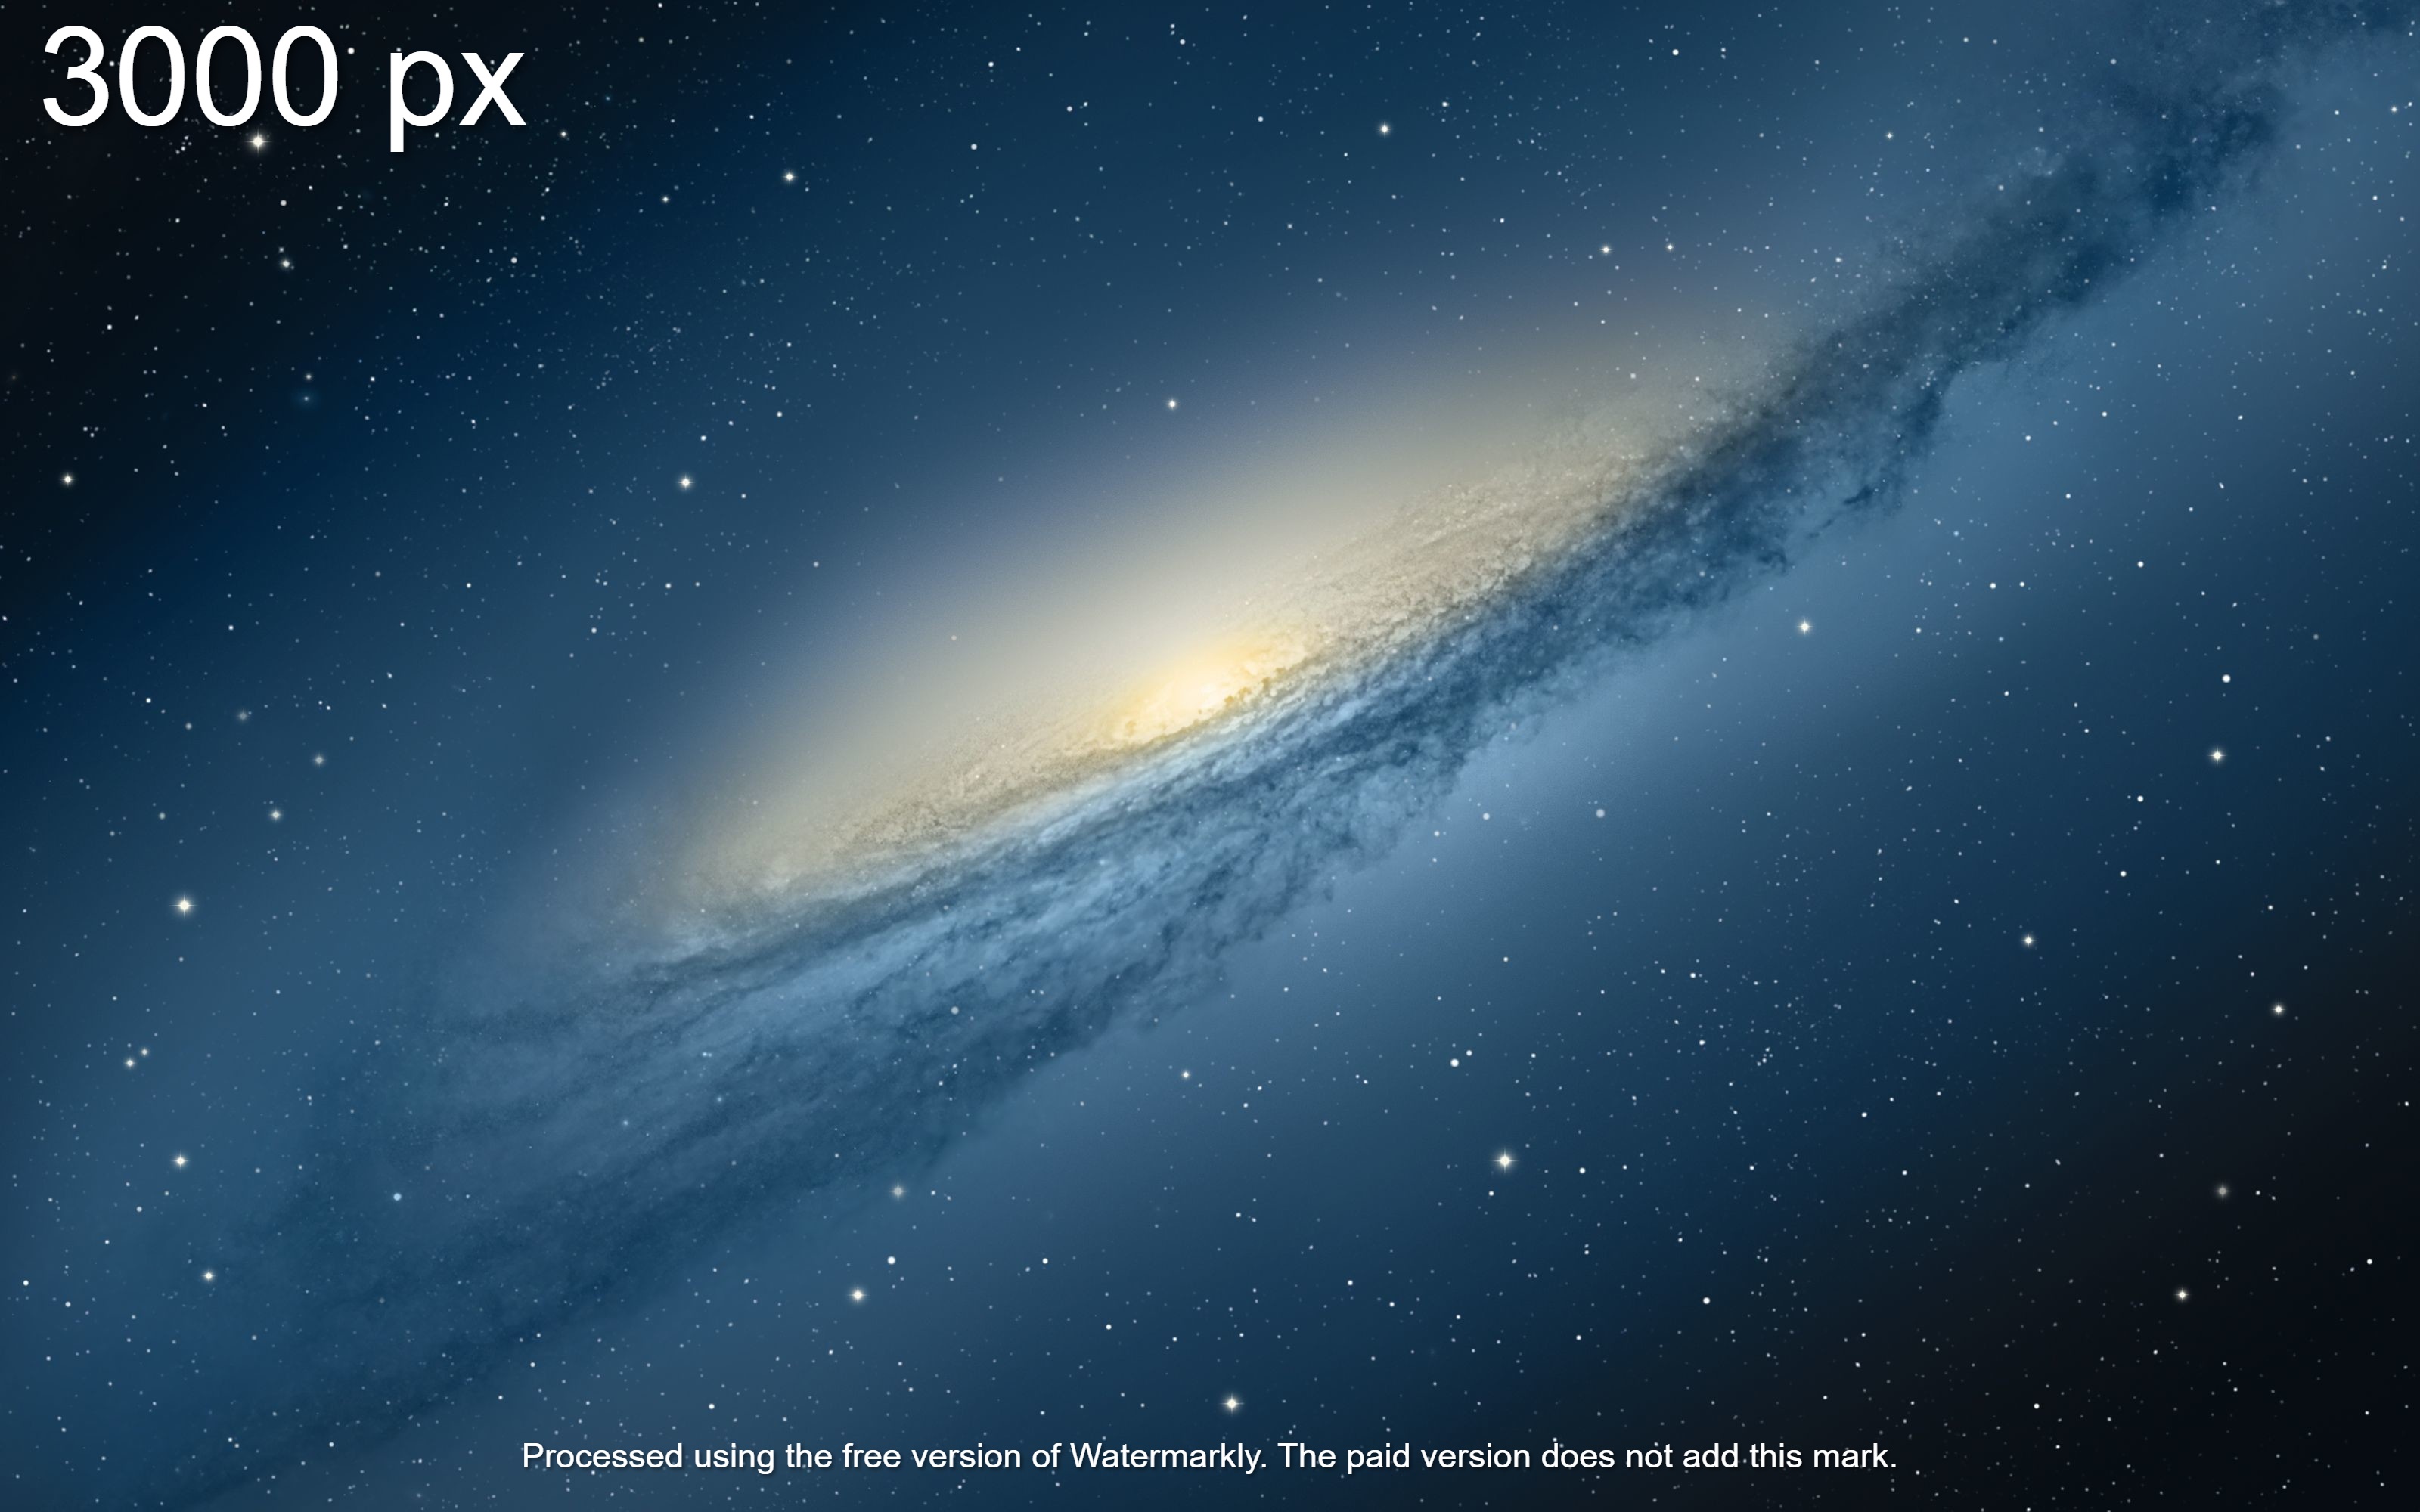 3000 px
Processed using the free version of Watermarkly. The paid version does not add this mark.